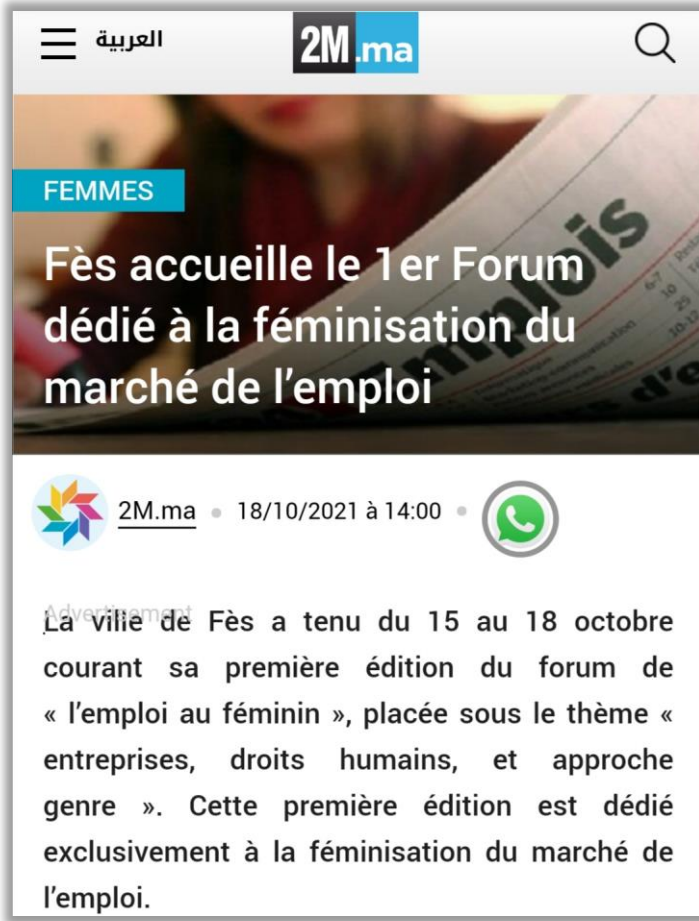 العربية
2M.ma
FEMMES
Emplois
Fès accueille le 1er Forum
dédié à la féminisation du
marché de l’emploi
2M.ma 18/10/2021 à 14:00
Advertisement
La ville de Fès a tenu du 15 au 18 octobre
courant sa première édition du forum de
« l’emploi au féminin », placée sous le thème «
entreprises, droits humains, et approche
genre ». Cette première édition est dédié
exclusivement à la féminisation du marché de
l’emploi.